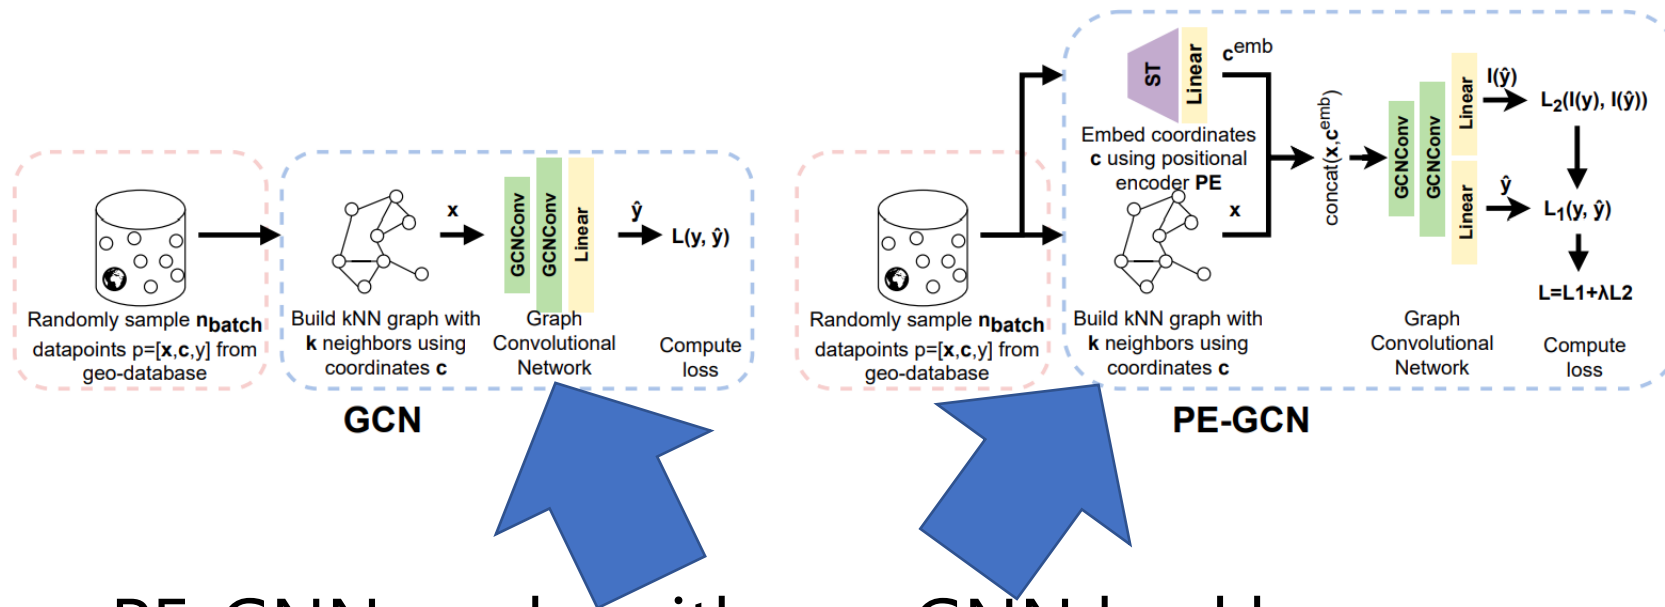 Randomly sample nbatch
datapoints p=[x,c,y] from
geo-database
Build kNN graph with
k neighbors using
coordinates c
x
GCNConv
GCNConv
Linear
Graph
Convolutional
Network
ŷ
L(y, ŷ)
Compute
loss
GCN
Randomly sample nbatch
datapoints p=[x,c,y] from
geo-database
ST
Linear
c^emb
Embed coordinates
c using positional
encoder PE
x
Build kNN graph with
k neighbors using
coordinates c
concat(x,c^emb)
GCNConv
GCNConv
Linear
Linear
I(ŷ)
ŷ
Graph
Convolutional
Network
L₂(I(y), I(ŷ))
L₁(y, ŷ)
L=L1+λL2
Compute
loss
PE-GCN